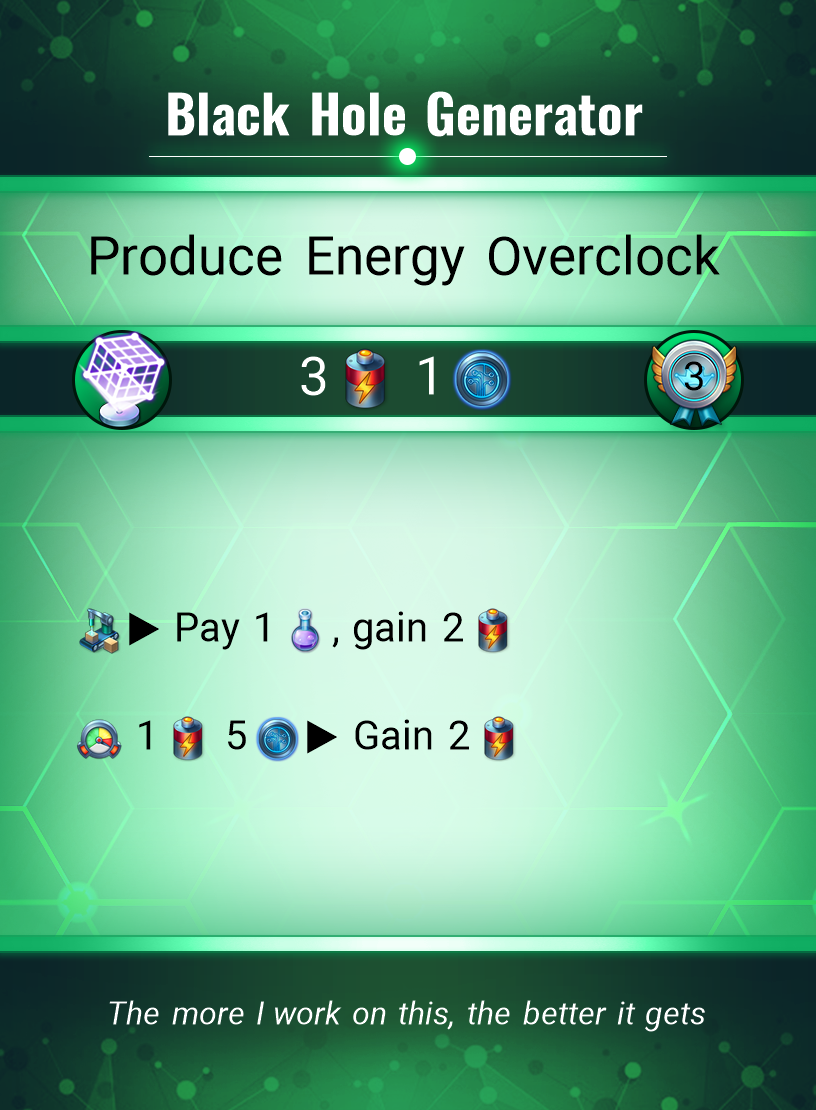 Black Hole Generator
Produce Energy Overclock
3 1 3
Pay 1 , gain 2
1 5 Gain 2
The more I work on this, the better it gets